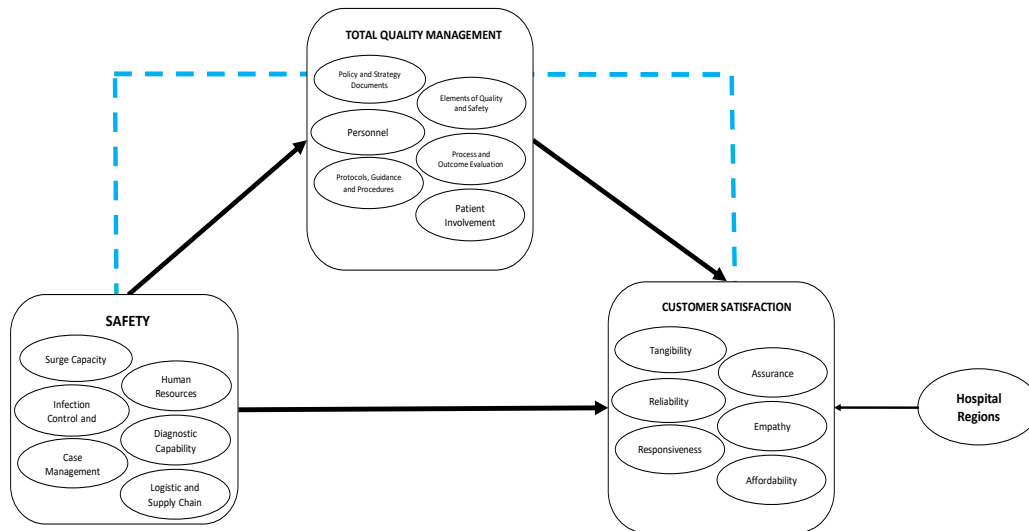 TOTAL QUALITY MANAGEMENT
Policy and Strategy
Documents
Elements of Quality
and Safety
Personnel
Process and
Outcome Evaluation
Protocols, Guidance
and Procedures
Patient
Involvement
SAFETY
Surge Capacity
Human
Resources
Infection
Control and
Diagnostic
Capability
Case
Management
Logistic and
Supply Chain
CUSTOMER SATISFACTION
Tangibility
Assurance
Reliability
Empathy
Responsiveness
Affordability
Hospital
Regions